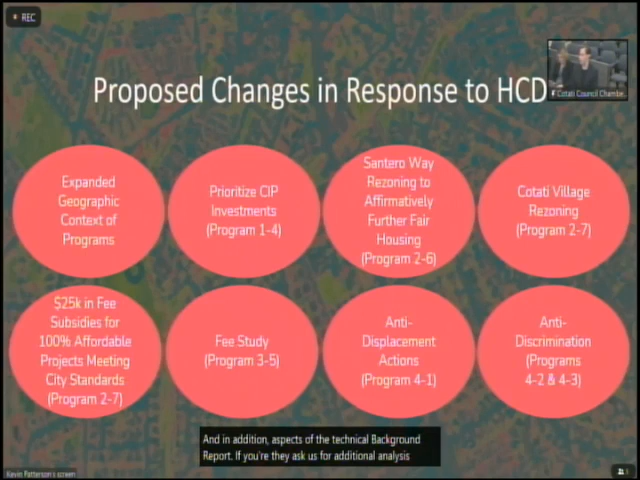 REC
Proposed Changes in Response to HCD
Cotati Council Chambe...
Expanded
Geographic
Context of
Programs
Prioritize CIP
Investments
(Program 1-4)
Santero Way
Rezoning to
Affirmatively
Further Fair
Housing
(Program 2-6)
Cotati Village
Rezoning
(Program 2-7)
$25k in Fee
Subsidies for
100% Affordable
Projects Meeting
City Standards
(Program 2-7)
Fee Study
(Program 3-5)
Anti-
Displacement
Actions
(Program 4-1)
Anti-
Discrimination
(Programs
4-2 & 4-3)
And in addition, aspects of the technical Background
Report. If you're they ask us for additional analysis
Kevin Patterson's screen